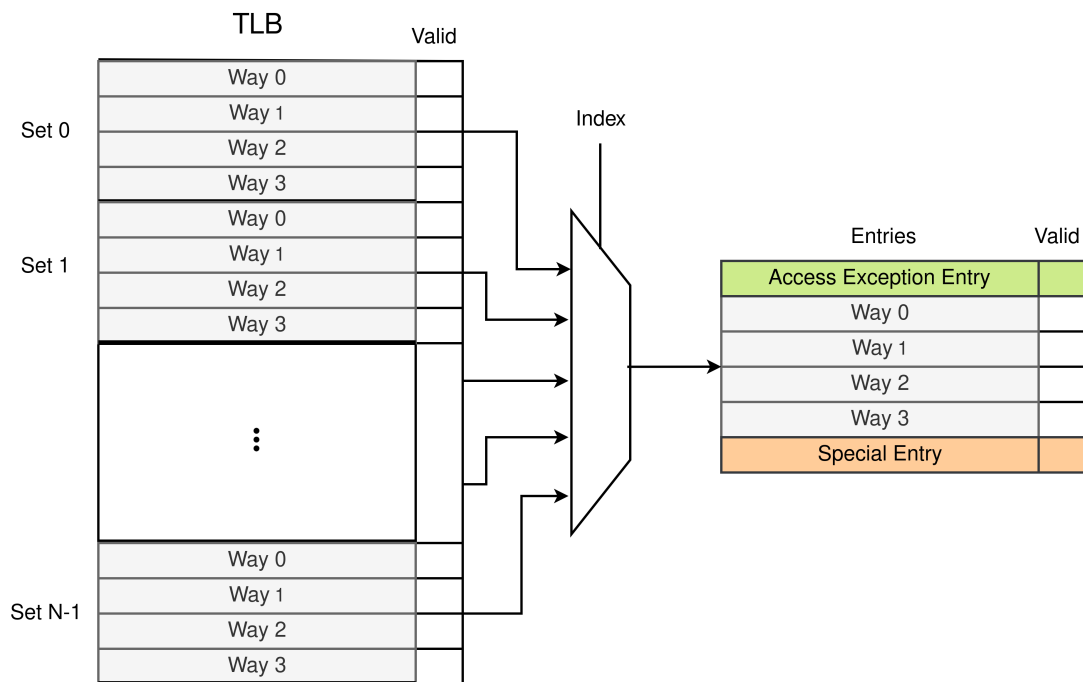 TLB
Valid
Set 0
Way 0
Way 1
Way 2
Way 3
Set 1
Way 0
Way 1
Way 2
Way 3
Set N-1
Way 0
Way 1
Way 2
Way 3
Index
Entries
Valid
Access Exception Entry
Way 0
Way 1
Way 2
Way 3
Special Entry